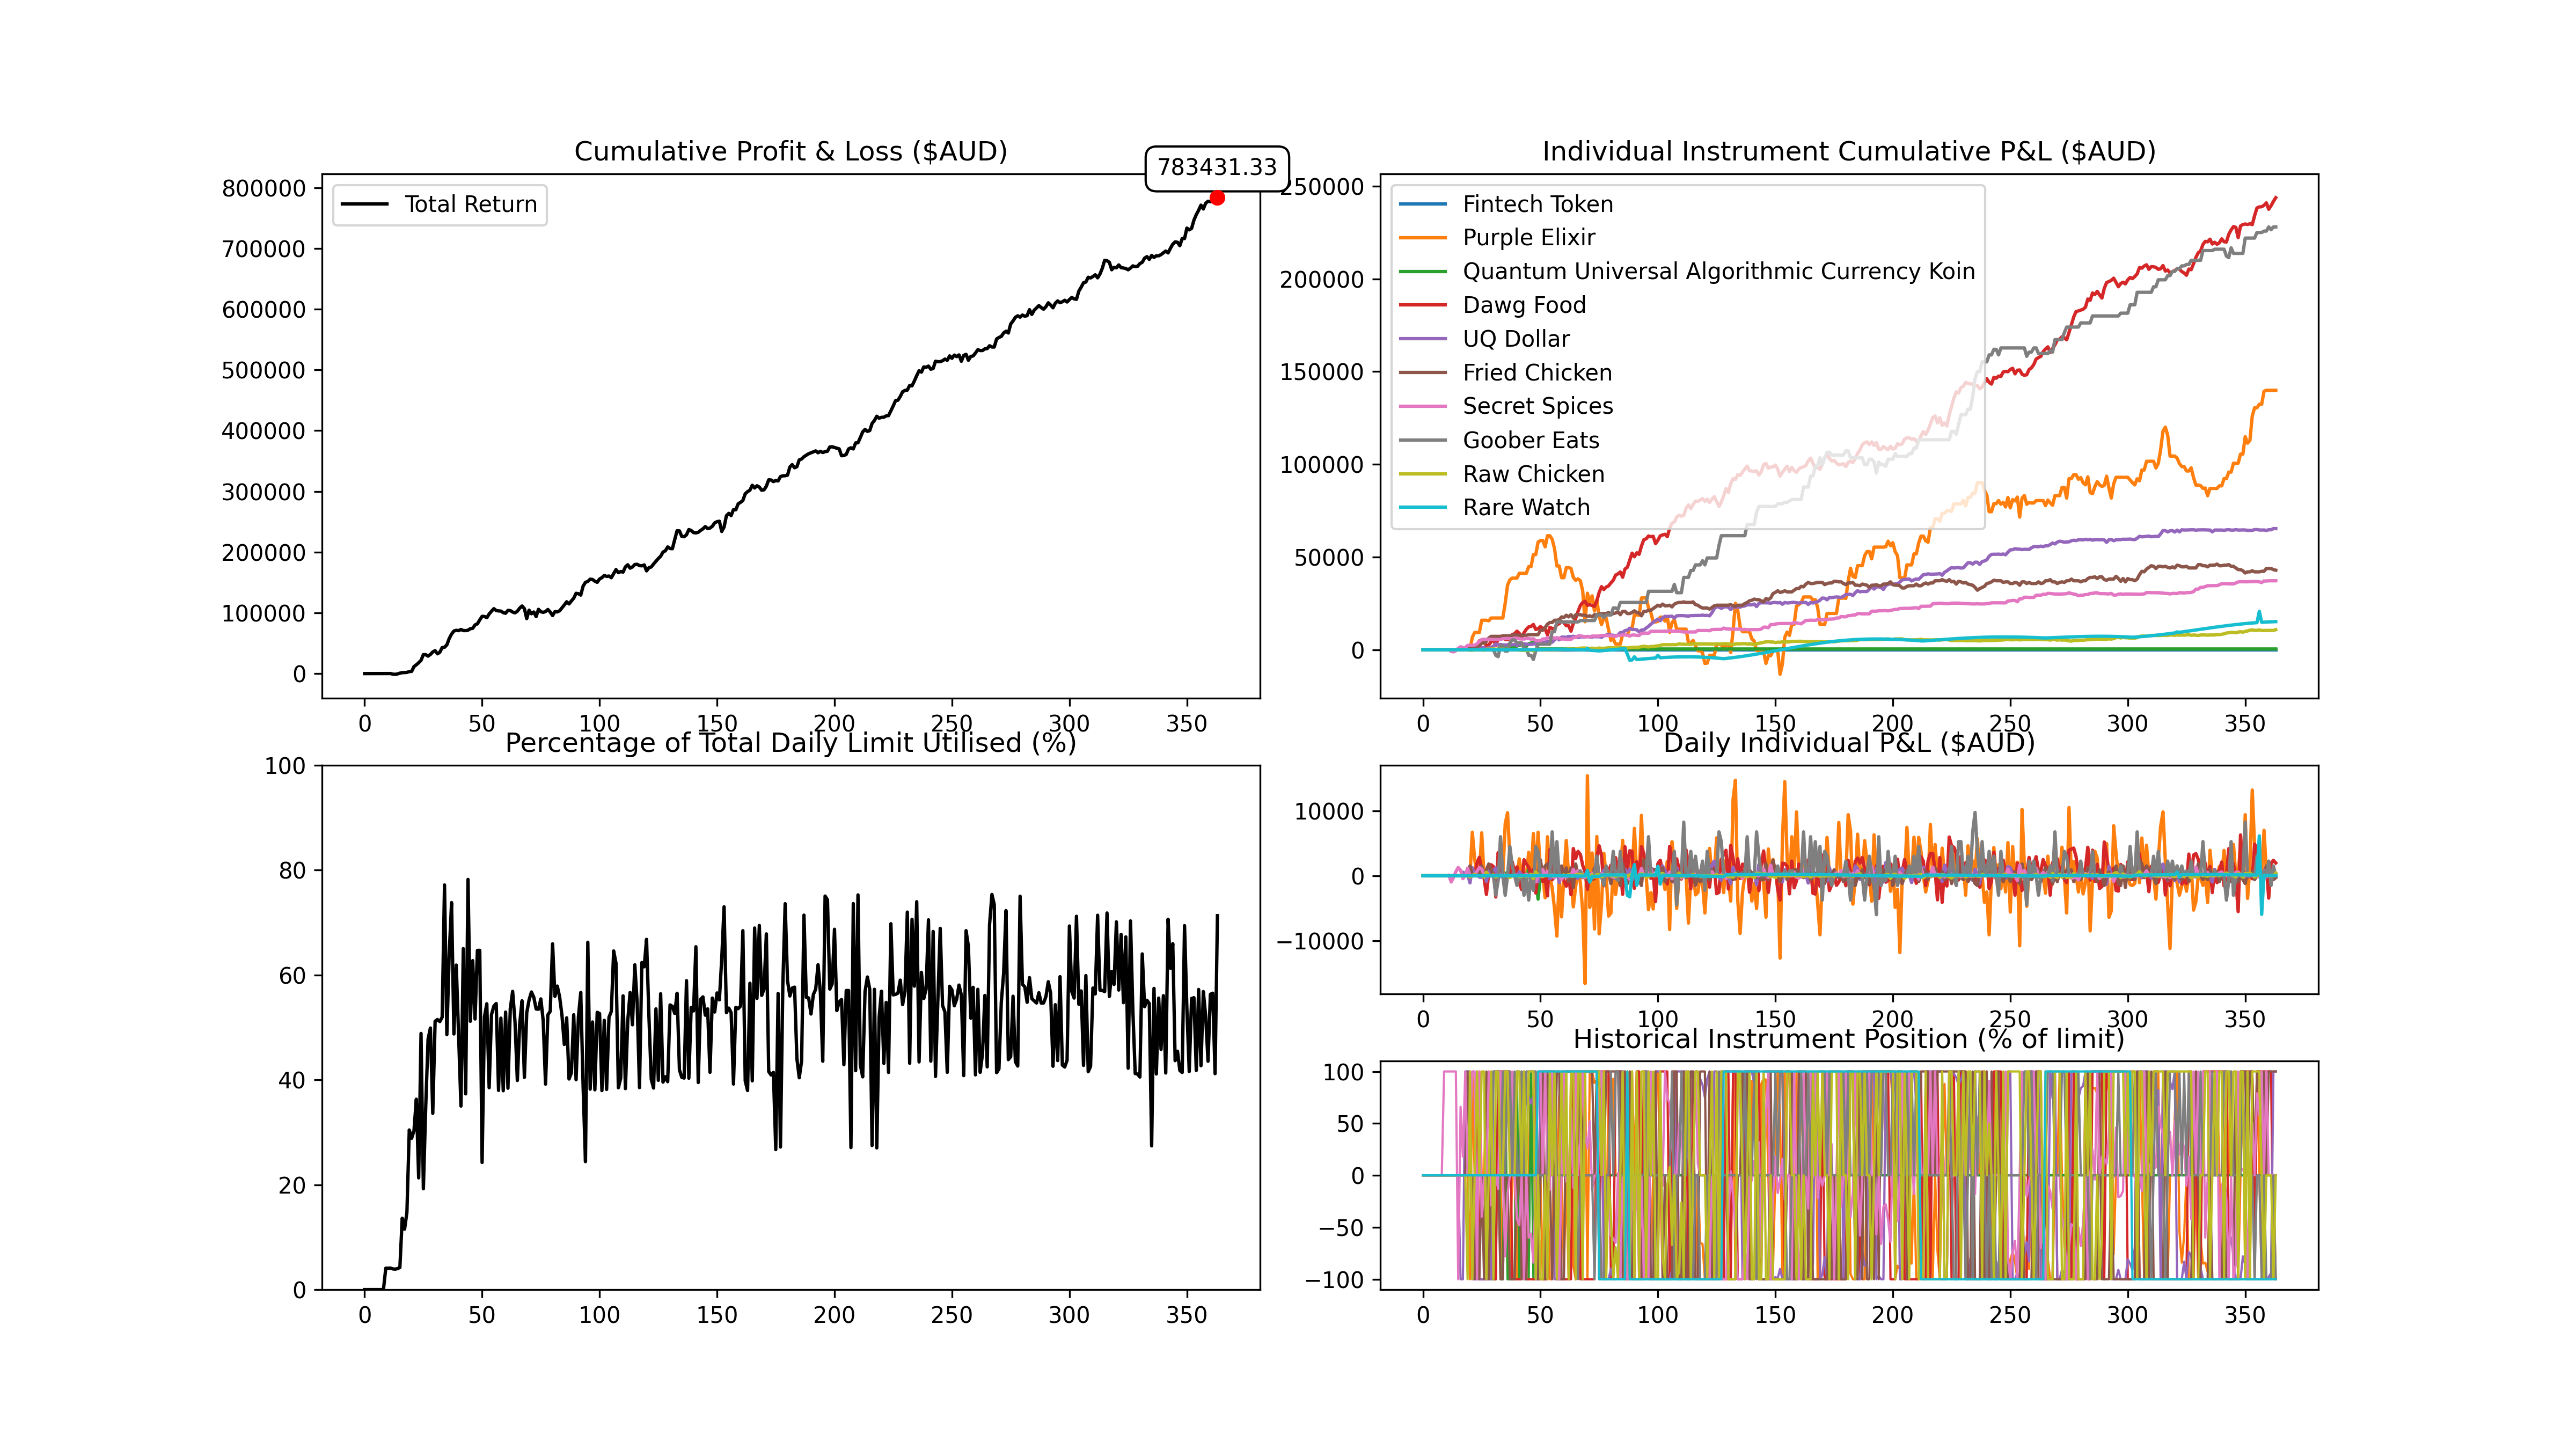 Cumulative Profit & Loss ($AUD)
783431.33
Total Return
800000
700000
600000
500000
400000
300000
200000
100000
0
0 50 100 150 200 250 300 350
Individual Instrument Cumulative P&L ($AUD)
250000
200000
150000
100000
50000
0
Fintech Token
Purple Elixir
Quantum Universal Algorithmic Currency Koin
Dawg Food
UQ Dollar
Fried Chicken
Secret Spices
Goober Eats
Raw Chicken
Rare Watch
0 50 100 150 200 250 300 350
Percentage of Total Daily Limit Utilised (%)
100
80
60
40
20
0
0 50 100 150 200 250 300 350
Daily Individual P&L ($AUD)
10000
0
−10000
0 50 100 150 200 250 300 350
Historical Instrument Position (% of limit)
100
50
0
−50
−100
0 50 100 150 200 250 300 350